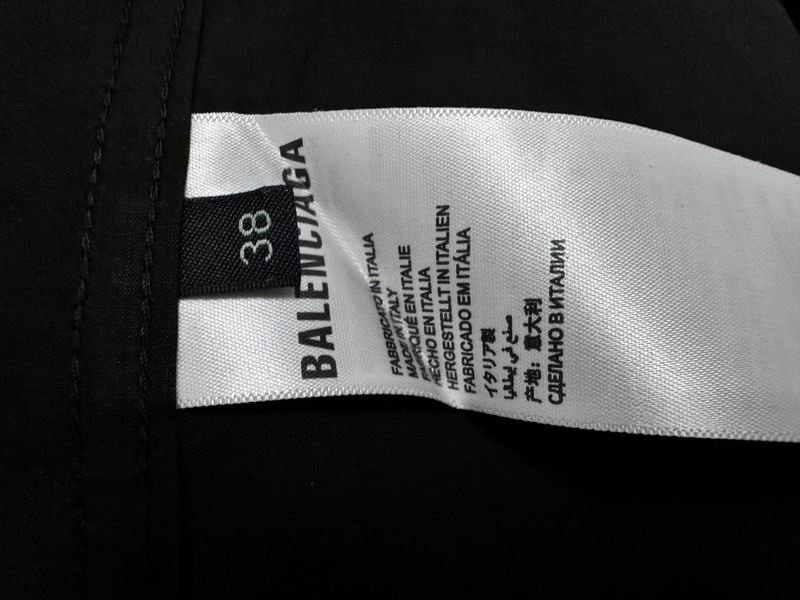 38
BALENCIAGA
FABBRICATO IN ITALIA
MADE IN ITALY
FABRIQUÉ EN ITALIE
HECHO EN ITALIA
HERGESTELLT IN ITALIEN
FABRICADO EM ITÁLIA
イタリア製
صنع في إيطاليا
产地：意大利
СДЕЛАНО В ИТАЛИИ